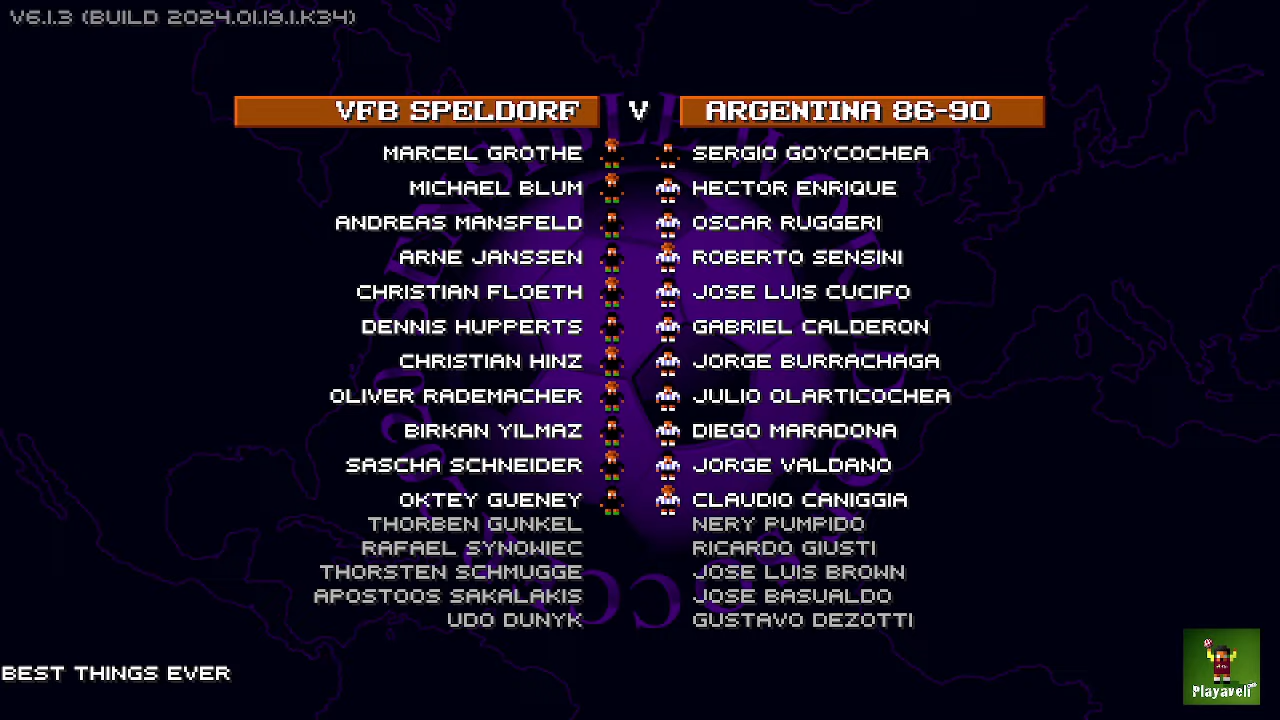 V6.1.3 (BUILD 2024.01.19.1.K34)
VFB SPELDORF V ARGENTINA 86-90
MARCEL GROTHE SERGIO GOYCOCHEA
MICHAEL BLUM HECTOR ENRIQUE
ANDREAS MANSFELD OSCAR RUGGERI
ARNE JANSSEN ROBERTO SENSINI
CHRISTIAN FLOETH JOSE LUIS CUCIFO
DENNIS HUPPERTS GABRIEL CALDERON
CHRISTIAN HINZ JORGE BURRACHAGA
OLIVER RADEMACHER JULIO OLARTICOCHEA
BIRKAN YILMAZ DIEGO MARADONA
SASCHA SCHNEIDER JORGE VALDANO
OKTEY GUENEY CLAUDIO CANIGGIA
THORBEN GUNKEL NERY PUMPIDO
RAFAEL SYNOWIEC RICARDO GIUSTI
THORSTEN SCHMUGGE JOSE LUIS BROWN
APOSTOOS SAKALAKIS JOSE BASUALDO
UDO DUNYK GUSTAVO DEZOTTI
BEST THINGS EVER
Playaveli